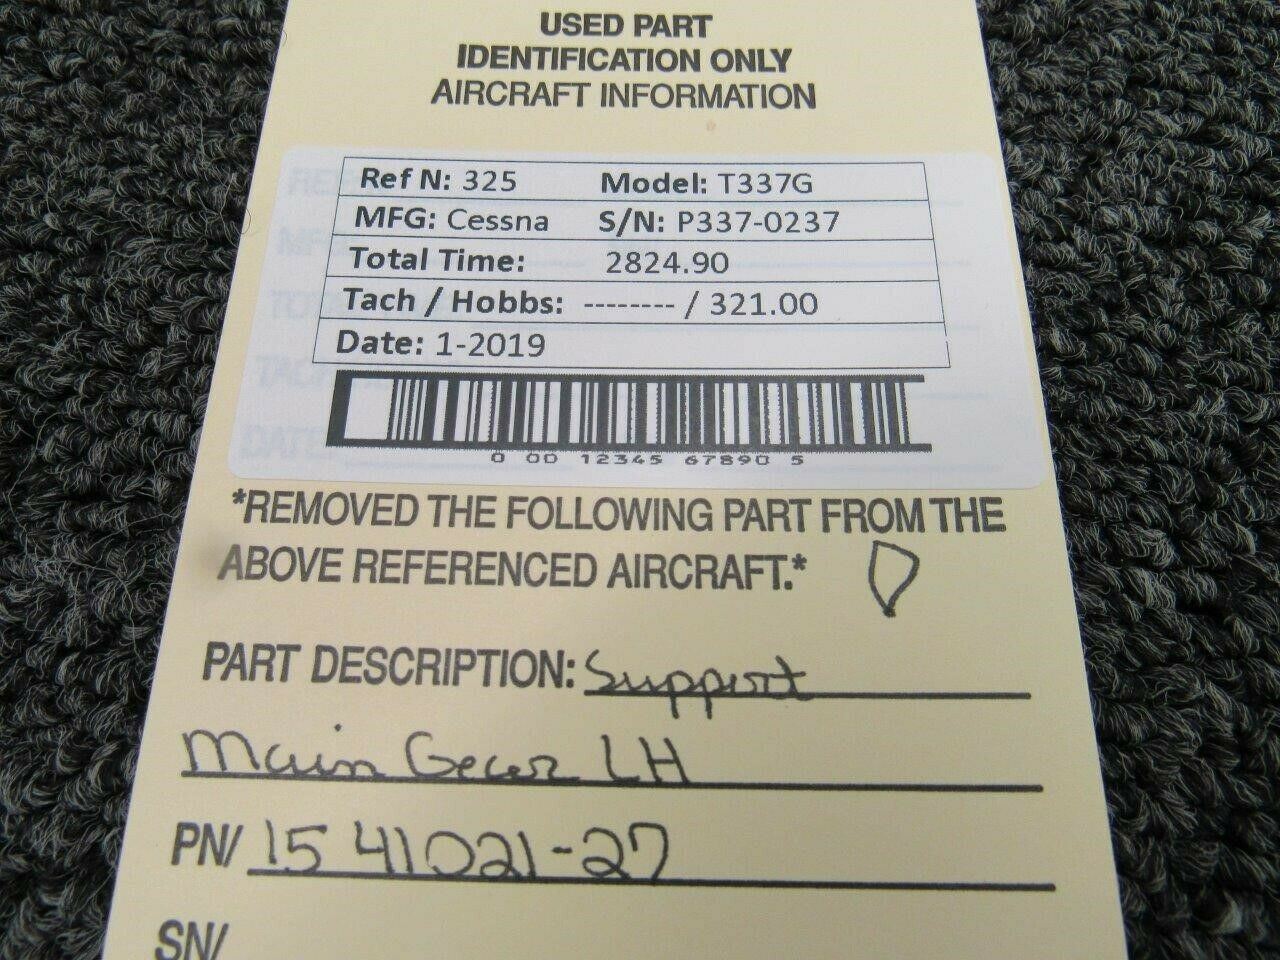 USED PART
IDENTIFICATION ONLY
AIRCRAFT INFORMATION
Ref N: 325 Model: T337G
MFG: Cessna S/N: P337-0237
Total Time: 2824.90
Tach / Hobbs: -------- / 321.00
Date: 1-2019
0 00 12345 67890 5
*REMOVED THE FOLLOWING PART FROM THE
ABOVE REFERENCED AIRCRAFT.*
PART DESCRIPTION: Support
Main Gear LH
PN/ 1541021-27
SN/